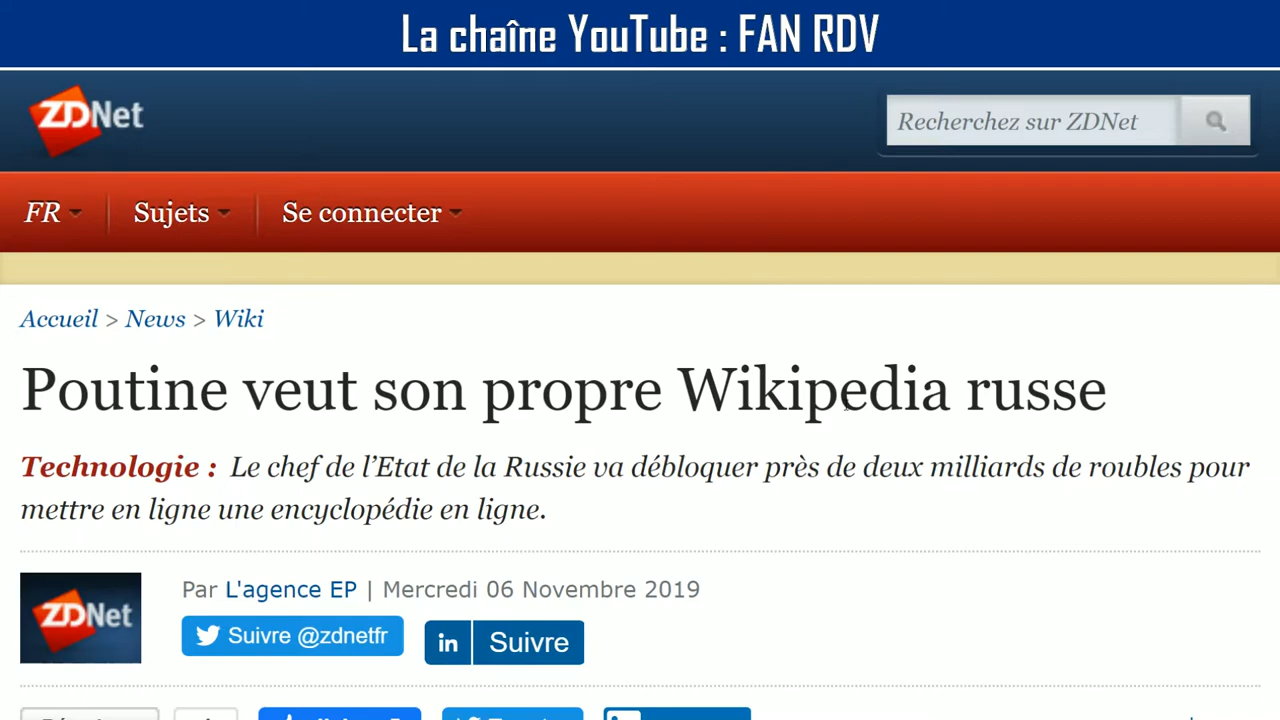 La chaîne YouTube : FAN RDV
ZDNet
Recherchez sur ZDNet
FR
Sujets
Se connecter
Accueil > News > Wiki
Poutine veut son propre Wikipedia russe
Technologie : Le chef de l’Etat de la Russie va débloquer près de deux milliards de roubles pour
mettre en ligne une encyclopédie en ligne.
ZDNet
Par L'agence EP | Mercredi 06 Novembre 2019
Suivre @zdnetfr
in Suivre